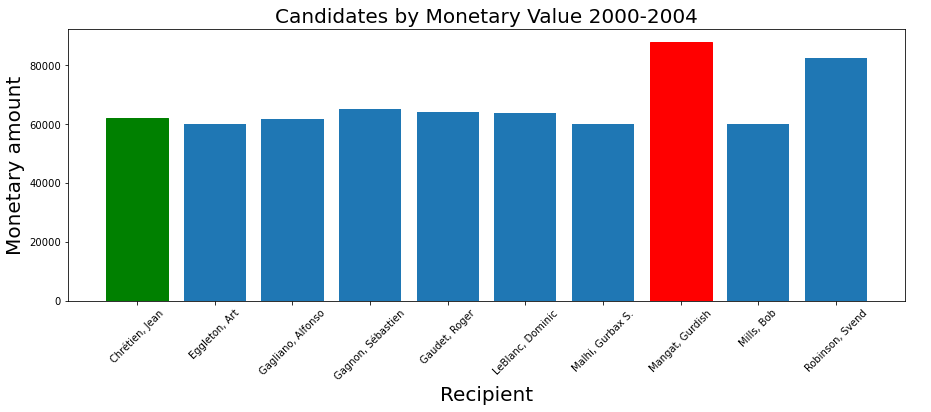 Candidates by Monetary Value 2000-2004
Monetary amount
80000
60000
40000
20000
0
Chrétien, Jean
Eggleton, Art
Gagliano, Alfonso
Gagnon, Sébastien
Gaudet, Roger
LeBlanc, Dominic
Malhi, Gurbax S.
Mangat, Gurdish
Mills, Bob
Robinson, Svend
Recipient